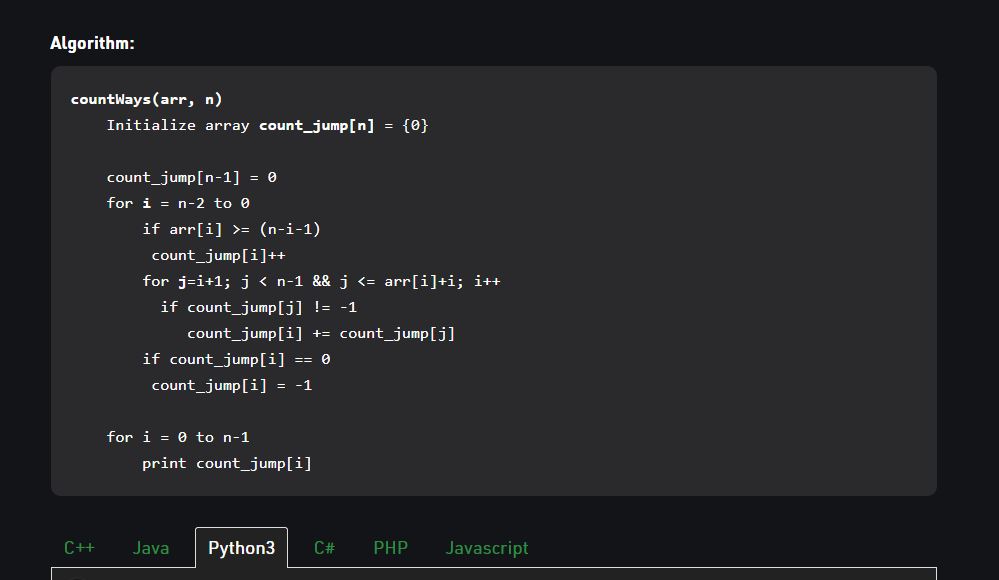 Algorithm:
countWays(arr, n)
Initialize array count_jump[n] = {0}
count_jump[n-1] = 0
for i = n-2 to 0
if arr[i] >= (n-i-1)
count_jump[i]++
for j=i+1; j < n-1 && j <= arr[i]+i; i++
if count_jump[j] != -1
count_jump[i] += count_jump[j]
if count_jump[i] == 0
count_jump[i] = -1
for i = 0 to n-1
print count_jump[i]
C++ Java Python3 C# PHP Javascript